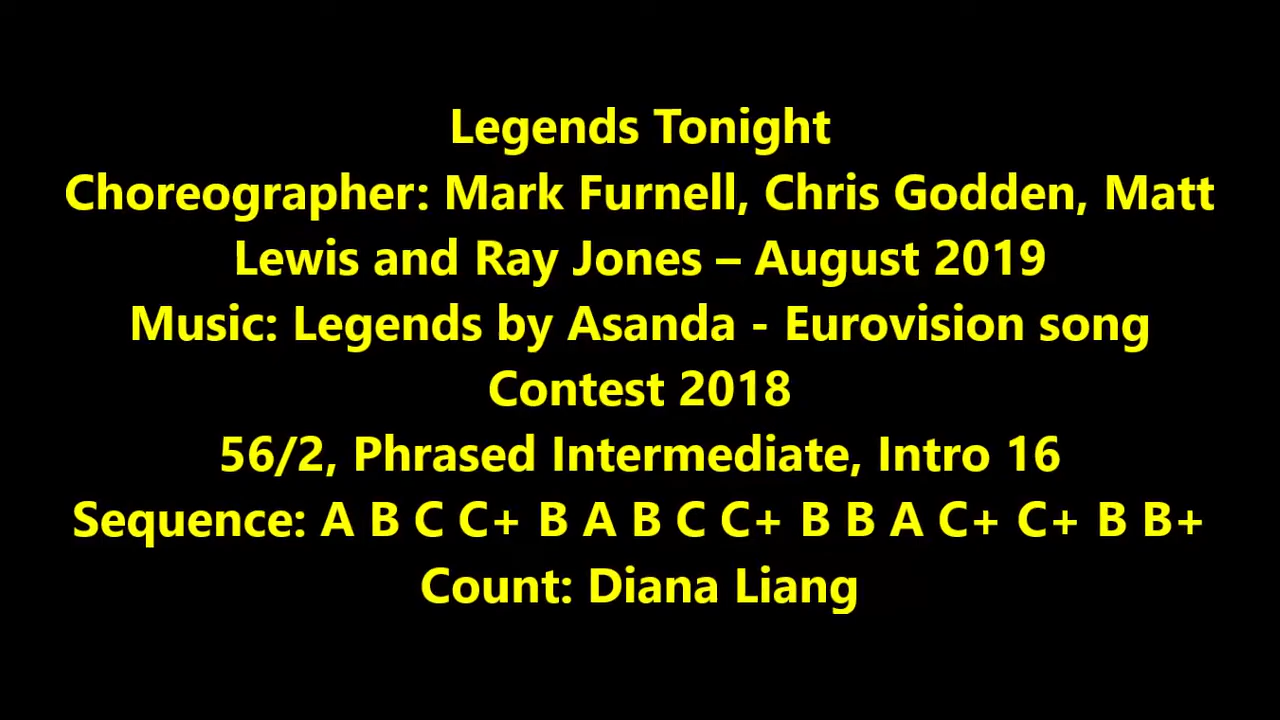 Legends Tonight
Choreographer: Mark Furnell, Chris Godden, Matt
Lewis and Ray Jones – August 2019
Music: Legends by Asanda - Eurovision song
Contest 2018
56/2, Phrased Intermediate, Intro 16
Sequence: A B C C+ B A B C C+ B B A C+ C+ B B+
Count: Diana Liang